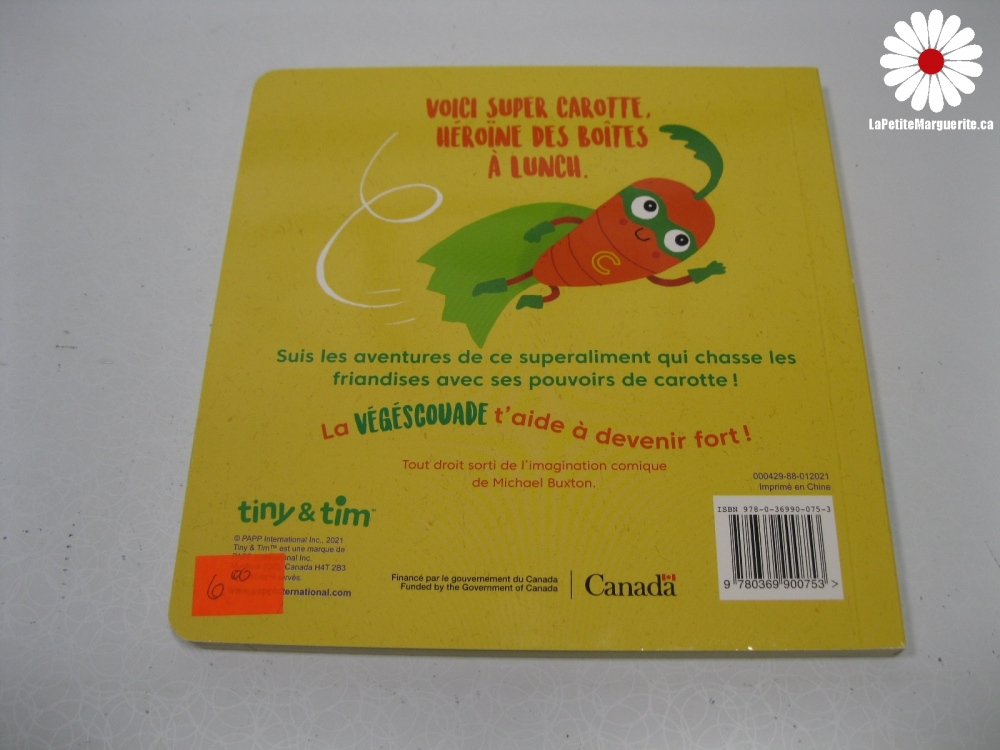 LaPetiteMarguerite.ca
VOICI SUPER CAROTTE,
HÉROÏNE DES BOÎTES
À LUNCH.
C
Suis les aventures de ce superaliment qui chasse les
friandises avec ses pouvoirs de carotte !
La VÉGÉSCOUADE t'aide à devenir fort !
Tout droit sorti de l'imagination comique
de Michael Buxton.
000429-88-012021
Imprimé en Chine
ISBN 978-0-36990-075-3
9 780369 900753 >
tiny & tim™
© PAPP International Inc., 2021
Tiny & Tim™ est une marque de
Inc.
Canada H4T 2B3
6 00
Financé par le gouvernement du Canada
Funded by the Government of Canada
Canada